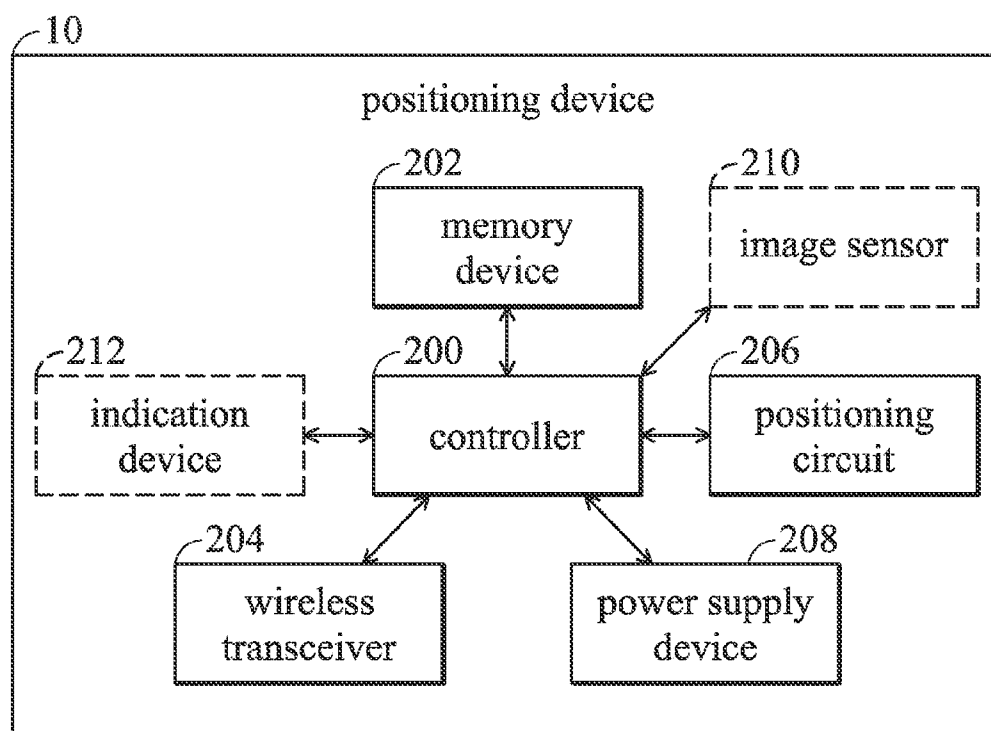 10
positioning device
202
memory
device
210
image sensor
212
indication
device
200
controller
206
positioning
circuit
204
wireless
transceiver
208
power supply
device